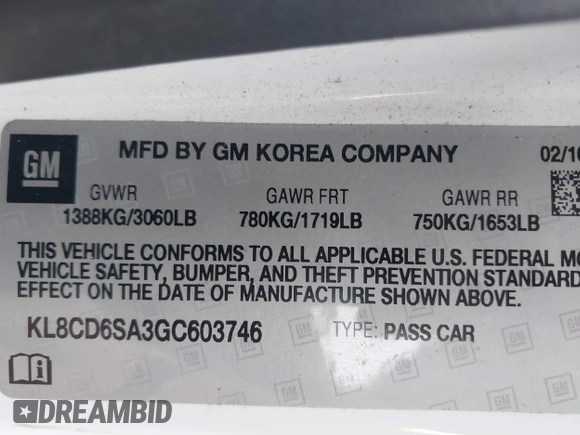 GM MFD BY GM KOREA COMPANY 02/16
GVWR GAWR FRT GAWR RR
1388KG/3060LB 780KG/1719LB 750KG/1653LB
THIS VEHICLE CONFORMS TO ALL APPLICABLE U.S. FEDERAL MO
VEHICLE SAFETY, BUMPER, AND THEFT PREVENTION STANDARD
EFFECT ON THE DATE OF MANUFACTURE SHOWN ABOVE.
KL8CD6SA3GC603746 TYPE: PASS CAR
DREAMBID